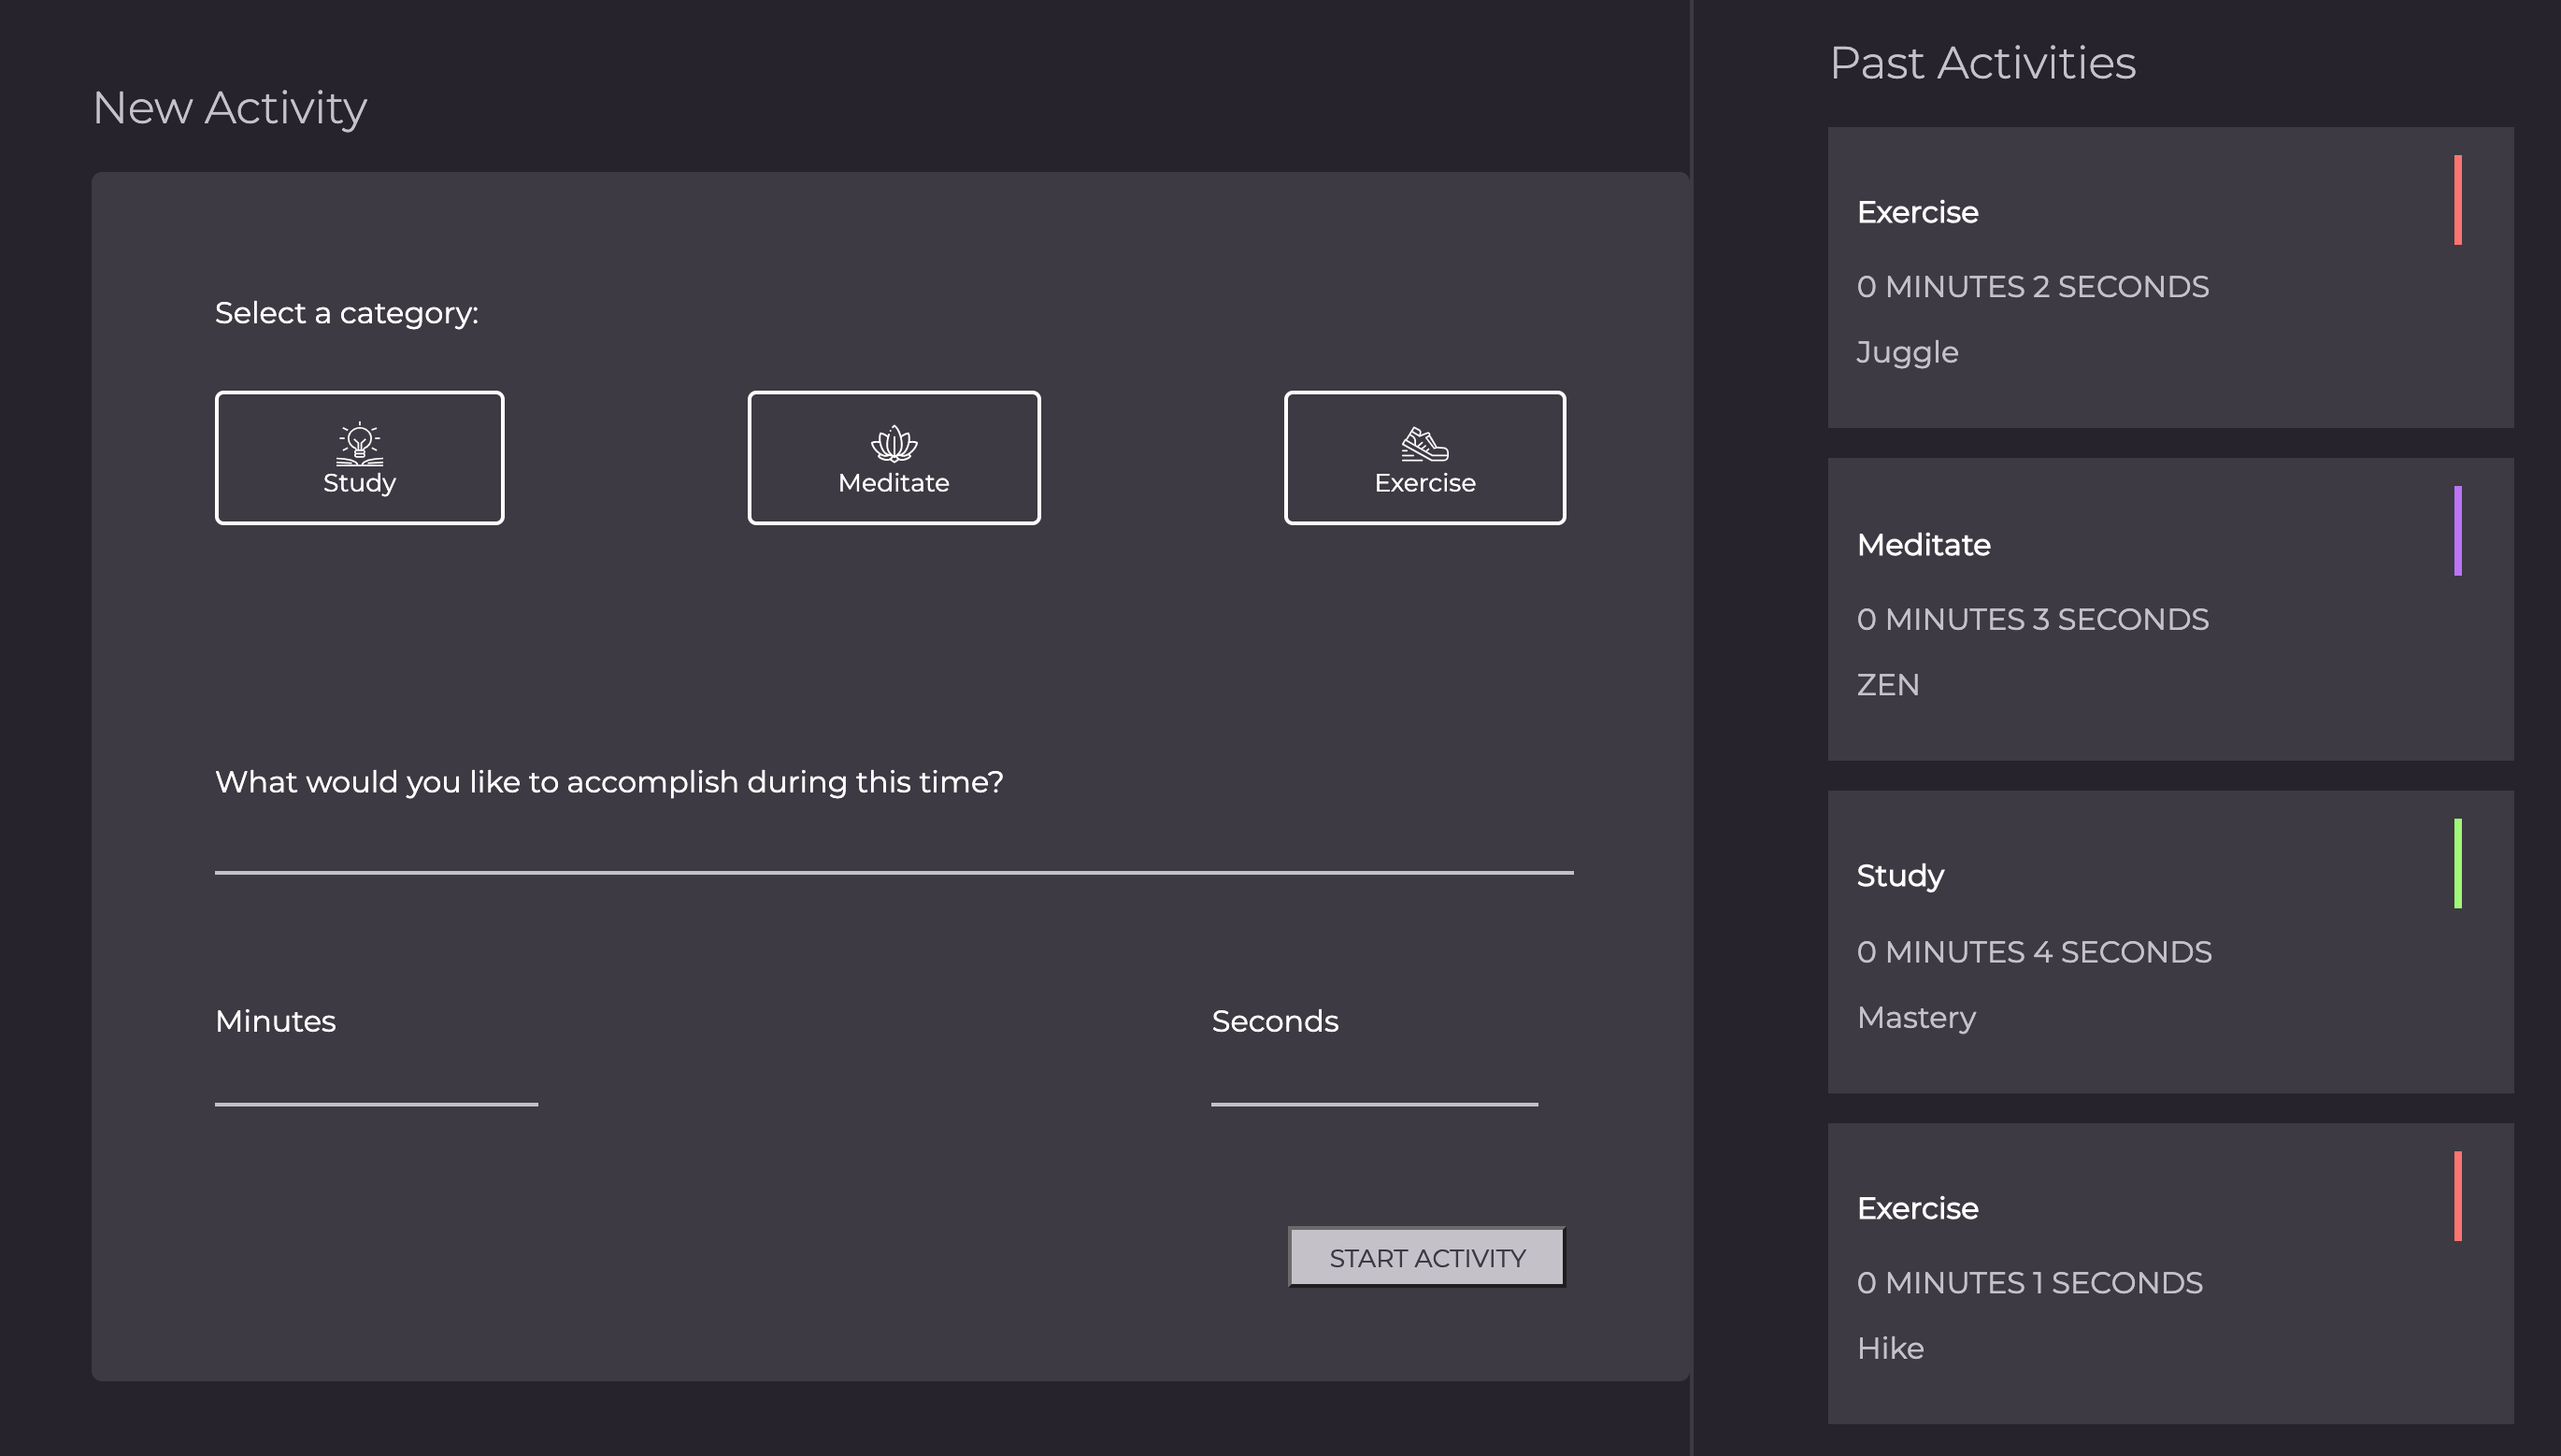 New Activity
Select a category:
Study
Meditate
Exercise
What would you like to accomplish during this time?
Minutes
Seconds
START ACTIVITY
Past Activities
Exercise
0 MINUTES 2 SECONDS
Juggle
Meditate
0 MINUTES 3 SECONDS
ZEN
Study
0 MINUTES 4 SECONDS
Mastery
Exercise
0 MINUTES 1 SECONDS
Hike